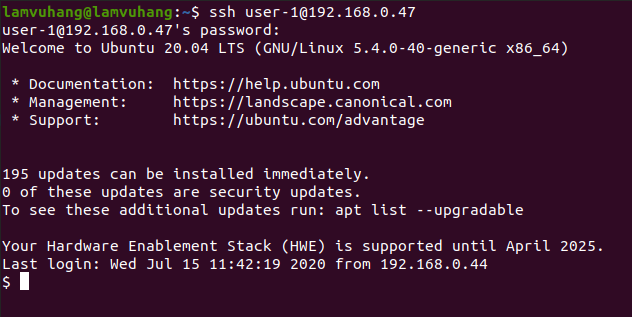 lamvuhang@lamvuhang:~$ ssh user-1@192.168.0.47
user-1@192.168.0.47's password:
Welcome to Ubuntu 20.04 LTS (GNU/Linux 5.4.0-40-generic x86_64)
* Documentation:  https://help.ubuntu.com
* Management:     https://landscape.canonical.com
* Support:        https://ubuntu.com/advantage
195 updates can be installed immediately.
0 of these updates are security updates.
To see these additional updates run: apt list --upgradable
Your Hardware Enablement Stack (HWE) is supported until April 2025.
Last login: Wed Jul 15 11:42:19 2020 from 192.168.0.44
$